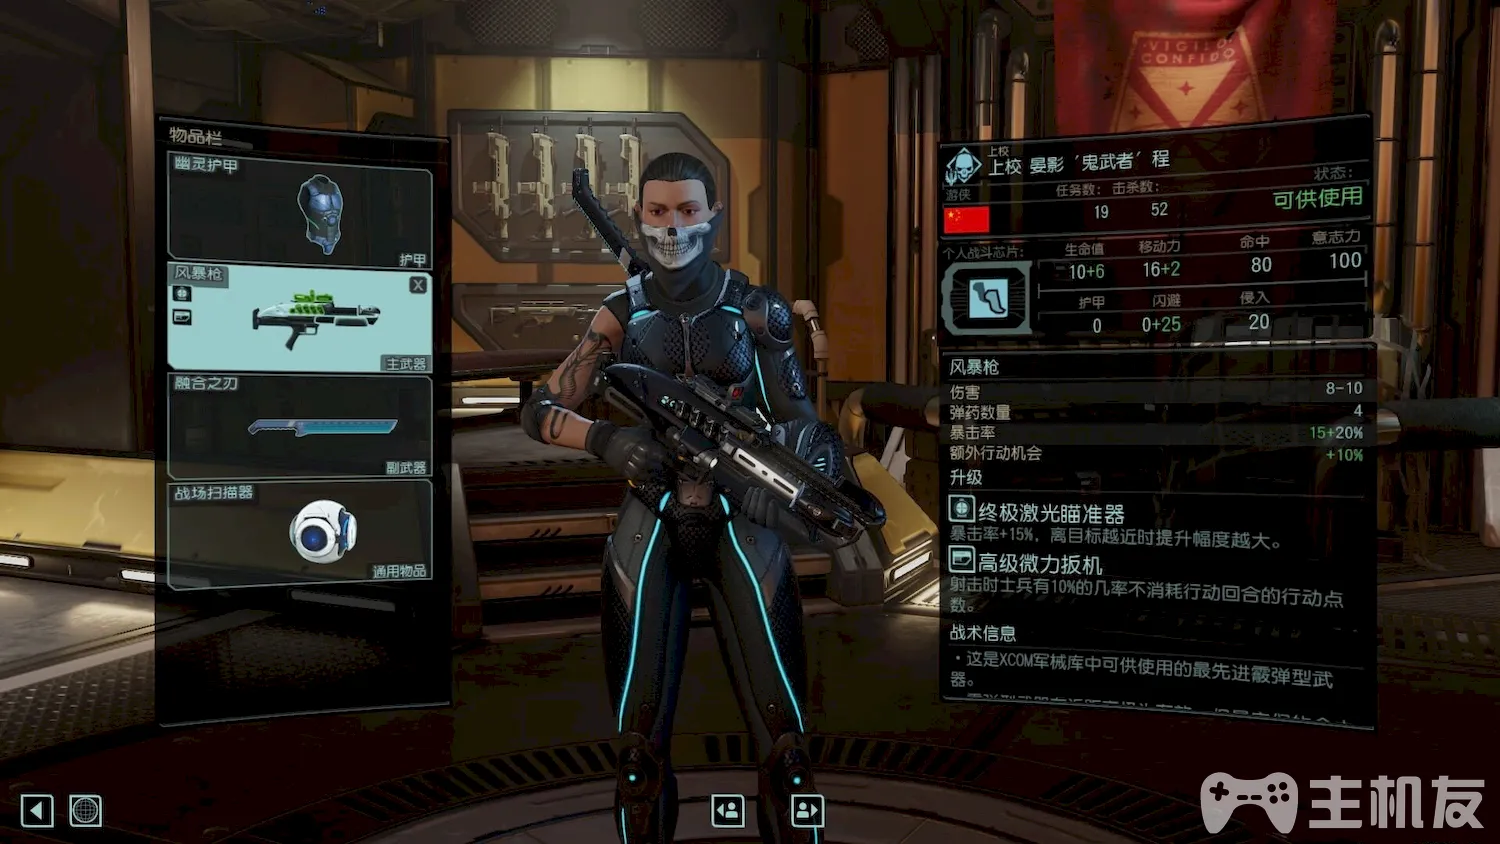 VIGILO
CONFIDO
物品栏
幽灵护甲
护甲
风暴枪
X
主武器
融合之刃
副武器
战场扫描器
通用物品
上校
上校 晏影 '鬼武者' 程
游侠
任务数: 击杀数:
19 52
状态:
可供使用
个人战斗芯片:
生命值 移动力 命中 意志力
10+6 16+2 80 100
护甲 闪避 侵入
0 0+25 20
风暴枪
伤害 8-10
弹药数量 4
暴击率 15+20%
额外行动机会 +10%
升级
终极激光瞄准器
暴击率+15%, 离目标越近时提升幅度越大。
高级微力扳机
射击时士兵有10%的几率不消耗行动回合的行动点
数。
战术信息
·这是XCOM军械库中可供使用的最先进霰弹型武
器。
主机友